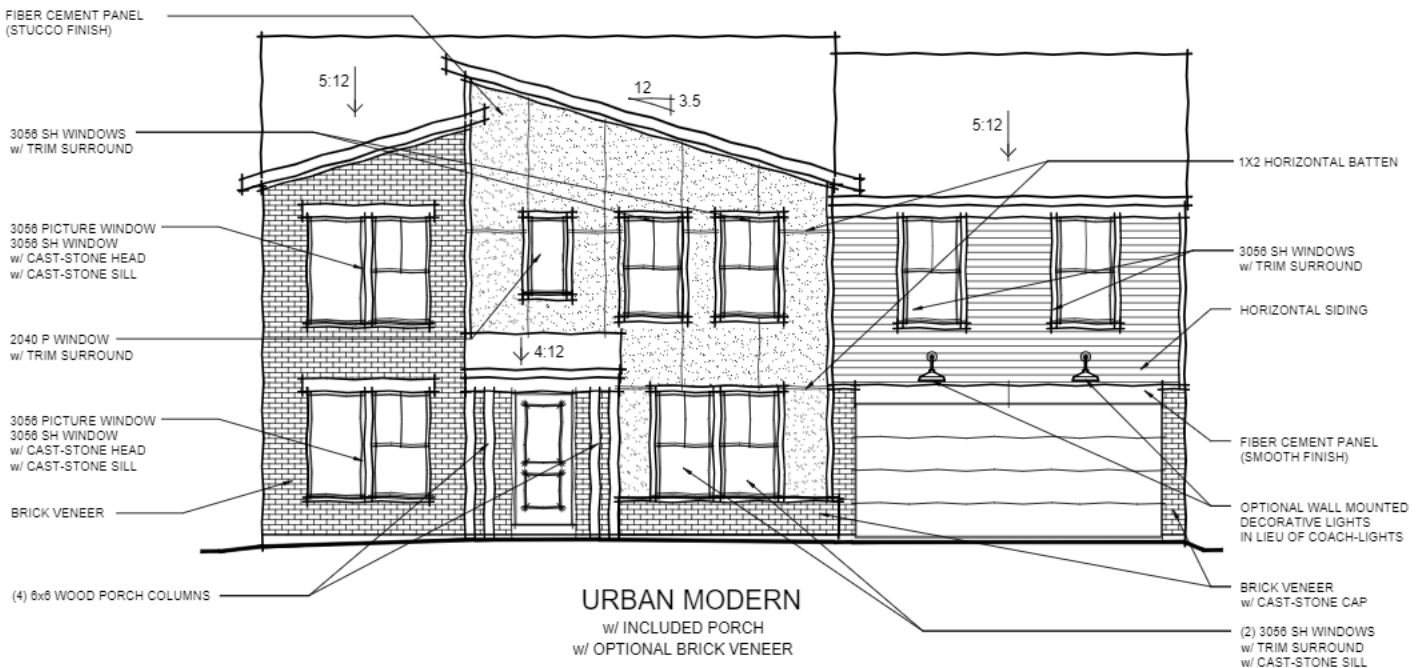 FIBER CEMENT PANEL
(STUCCO FINISH)
5:12
12
3.5
5:12
3056 SH WINDOWS
w/ TRIM SURROUND
1X2 HORIZONTAL BATTEN
3056 PICTURE WINDOW
3056 SH WINDOW
w/ CAST-STONE HEAD
w/ CAST-STONE SILL
3056 SH WINDOWS
w/ TRIM SURROUND
HORIZONTAL SIDING
2040 P WINDOW
w/ TRIM SURROUND
4:12
3056 PICTURE WINDOW
3056 SH WINDOW
w/ CAST-STONE HEAD
w/ CAST-STONE SILL
FIBER CEMENT PANEL
(SMOOTH FINISH)
BRICK VENEER
OPTIONAL WALL MOUNTED
DECORATIVE LIGHTS
IN LIEU OF COACH-LIGHTS
(4) 6x6 WOOD PORCH COLUMNS
BRICK VENEER
w/ CAST-STONE CAP
(2) 3056 SH WINDOWS
w/ TRIM SURROUND
w/ CAST-STONE SILL
URBAN MODERN
w/ INCLUDED PORCH
w/ OPTIONAL BRICK VENEER